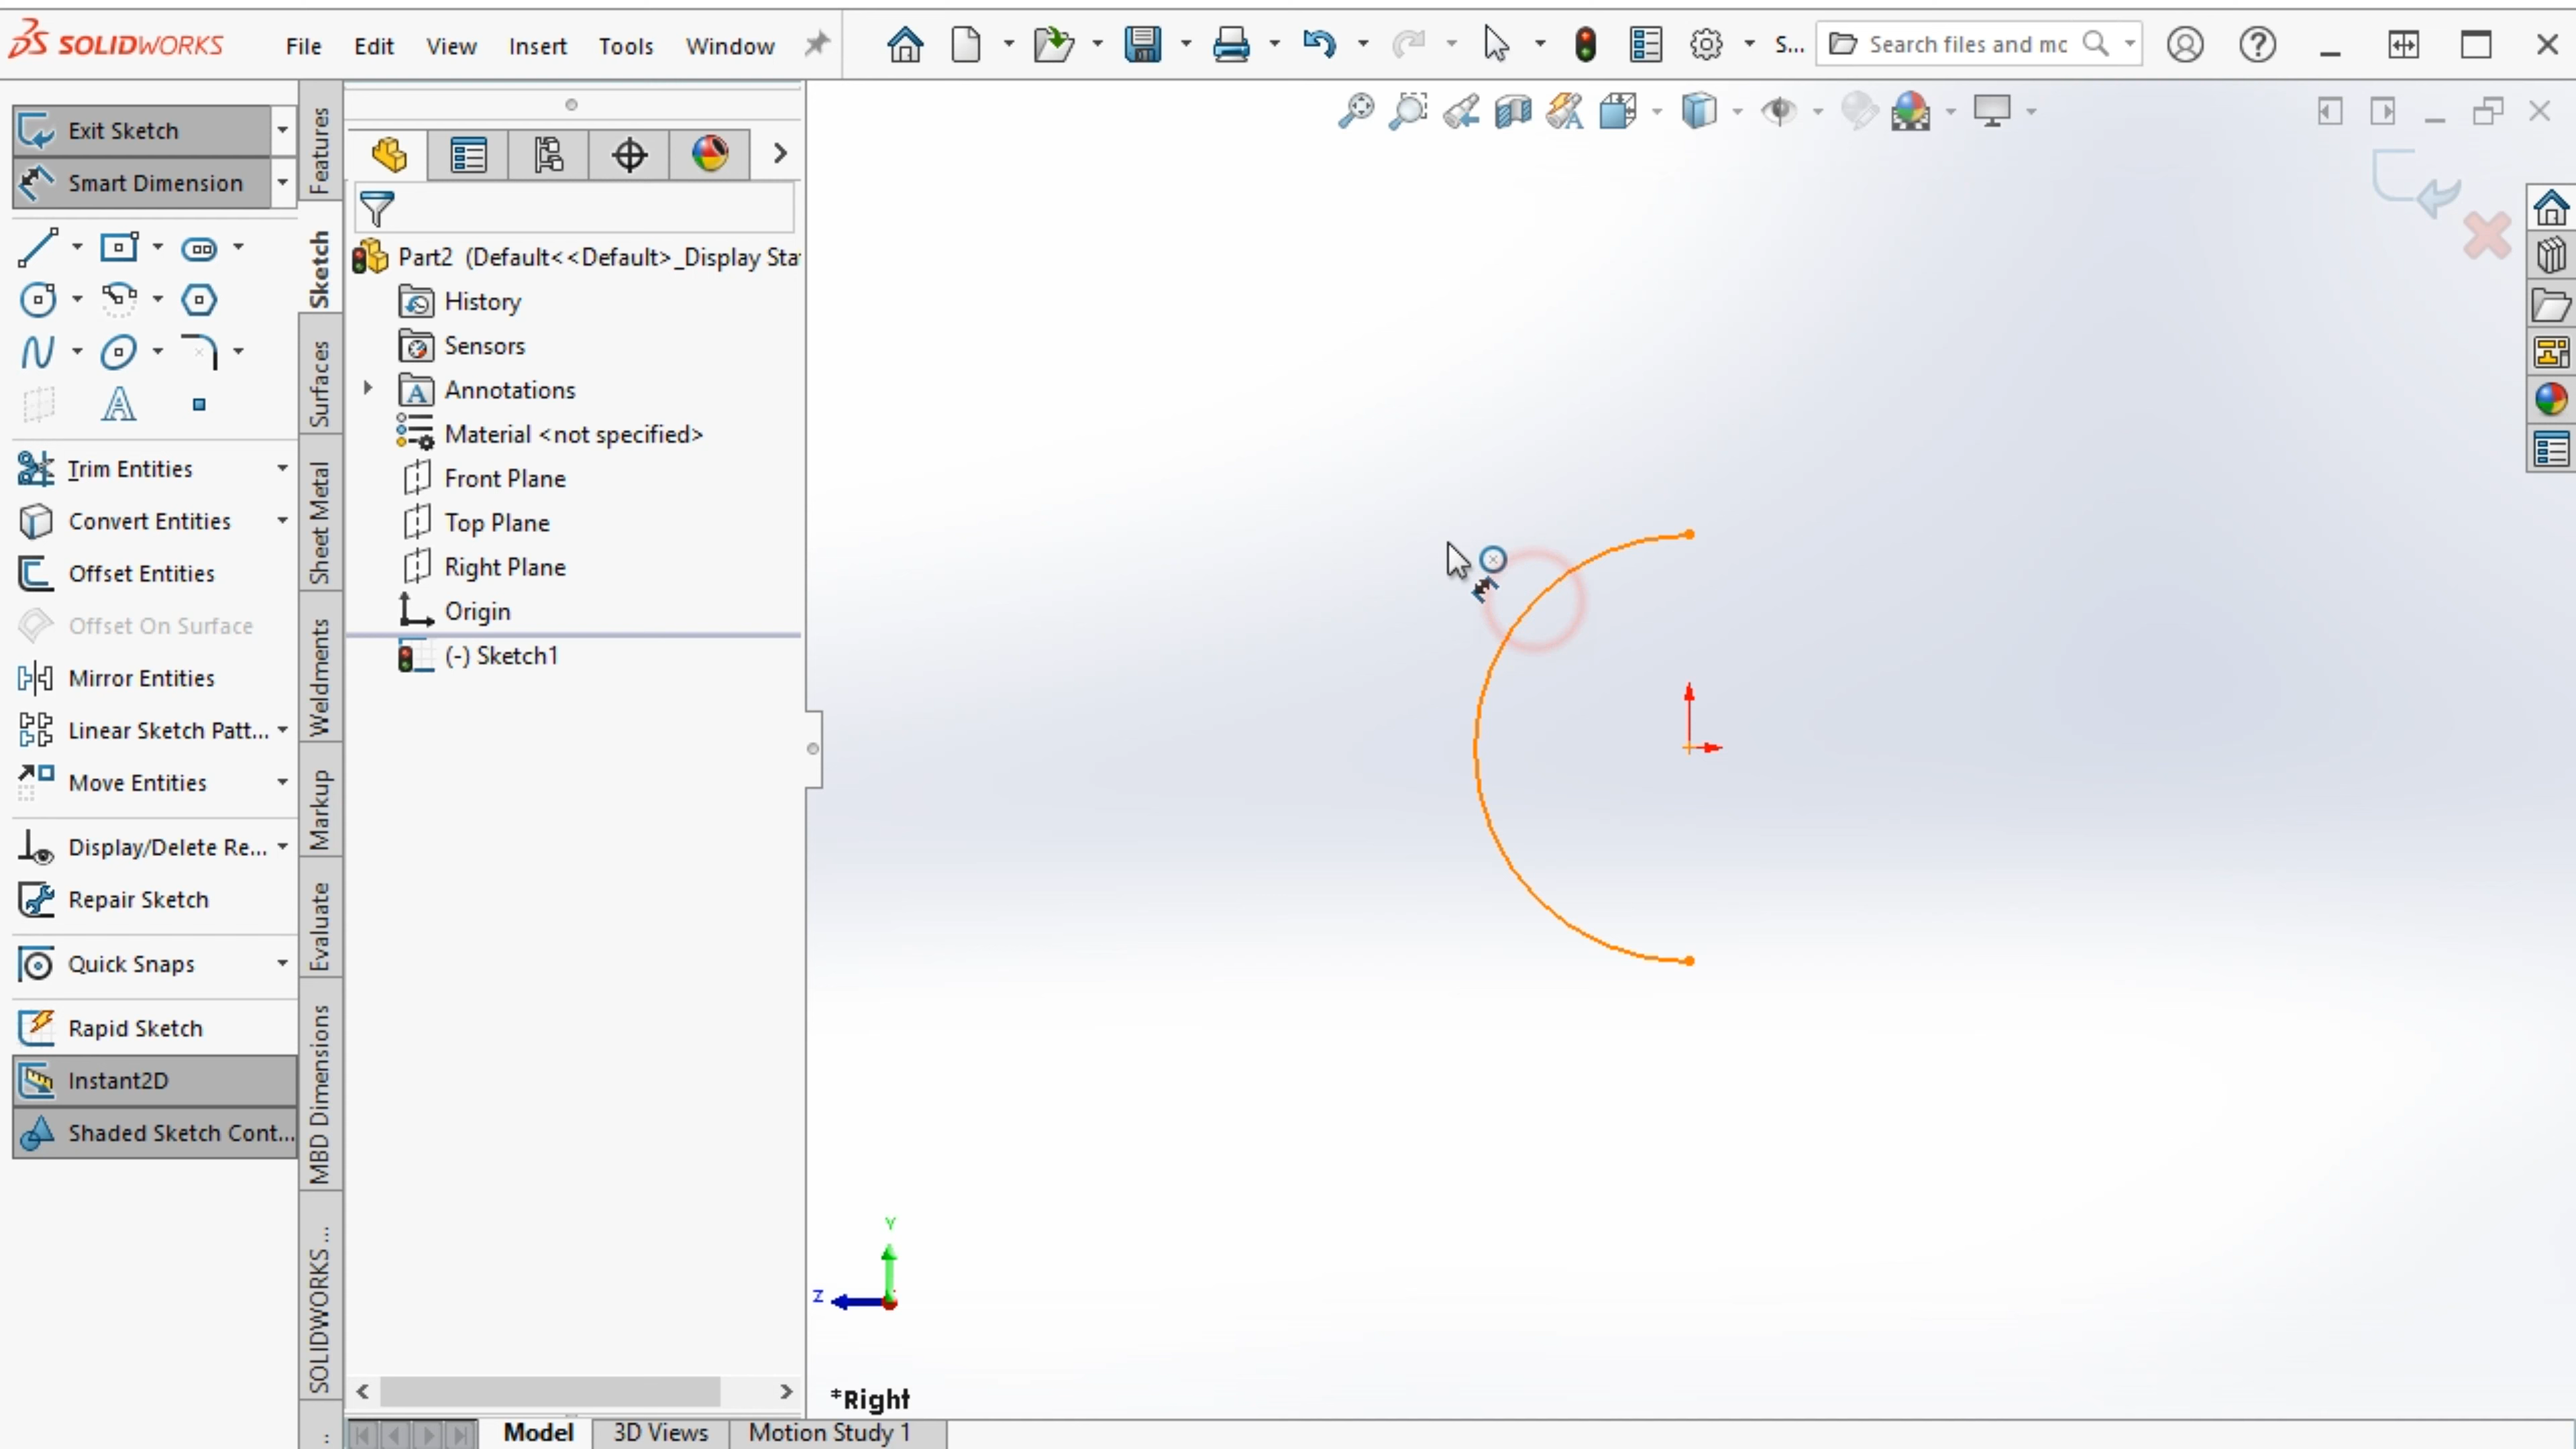 SOLIDWORKS File Edit View Insert Tools Window S... Search files and mc
Exit Sketch
Smart Dimension
Trim Entities
Convert Entities
Offset Entities
Offset On Surface
Mirror Entities
Linear Sketch Patt...
Move Entities
Display/Delete Re...
Repair Sketch
Quick Snaps
Rapid Sketch
Instant2D
Shaded Sketch Cont...
Features
Sketch
Surfaces
Sheet Metal
Weldments
Markup
Evaluate
MBD Dimensions
SOLIDWORKS ...
Part2 (Default<<Default>_Display Sta
History
Sensors
Annotations
Material <not specified>
Front Plane
Top Plane
Right Plane
Origin
(-) Sketch1
Y
Z
*Right
Model 3D Views Motion Study 1